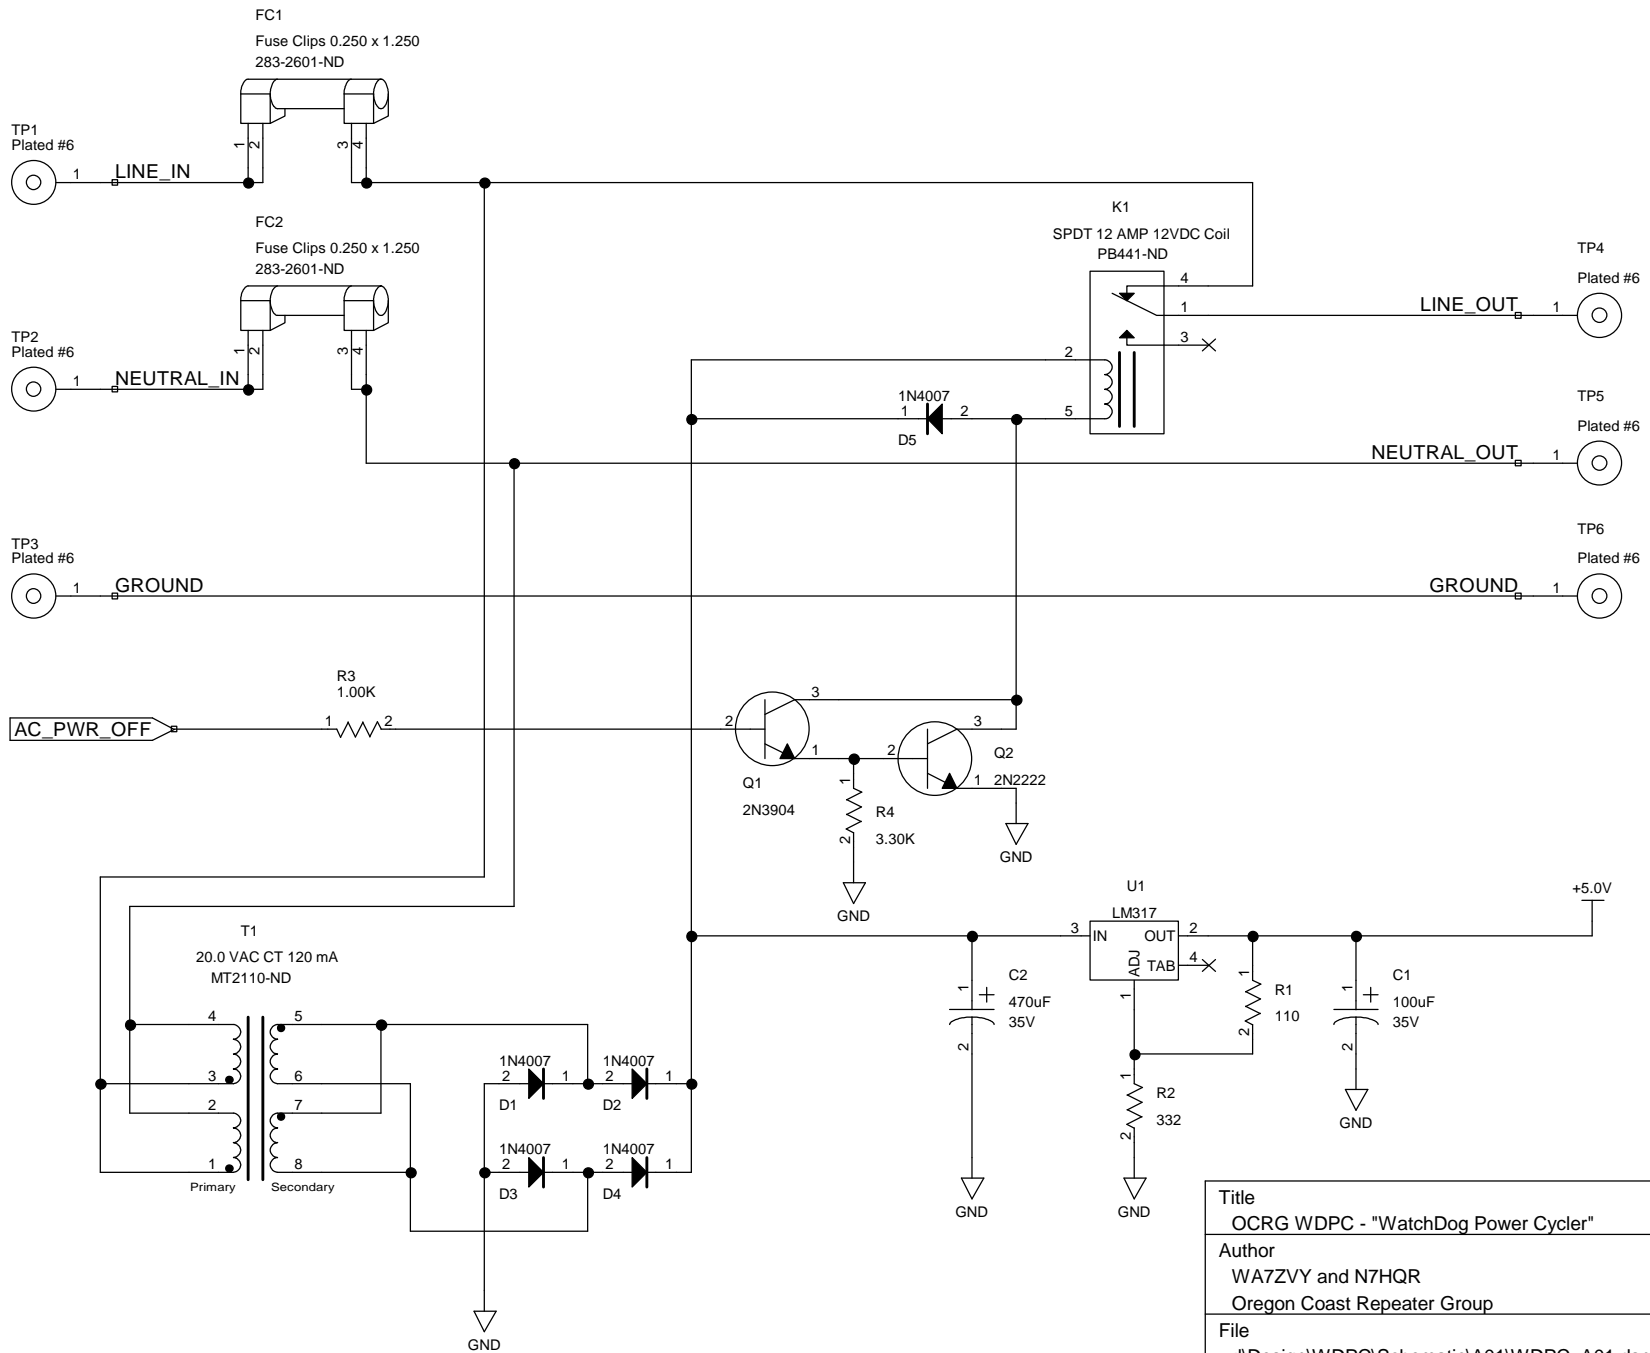 FC1
Fuse Clips 0.250 x 1.250
283-2601-ND
1
2
3
4
TP1
Plated #6
1
LINE_IN
FC2
Fuse Clips 0.250 x 1.250
283-2601-ND
1
2
3
4
TP2
Plated #6
1
NEUTRAL_IN
K1
SPDT 12 AMP 12VDC Coil
PB441-ND
4
1
3
2
5
1N4007
1
2
D5
LINE_OUT
1
TP4
Plated #6
NEUTRAL_OUT
1
TP5
Plated #6
TP3
Plated #6
1
GROUND
GROUND
1
TP6
Plated #6
AC_PWR_OFF
R3
1.00K
1
2
2
3
1
Q1
2N3904
2
3
1
Q2
2N2222
GND
1
R4
3.30K
2
GND
T1
20.0 VAC CT 120 mA
MT2110-ND
4
3
2
1
5
6
7
8
Primary
Secondary
1N4007
2
1
D1
1N4007
2
1
D2
1N4007
2
1
D3
1N4007
2
1
D4
GND
U1
LM317
3
IN
OUT
2
ADJ
TAB
4
1
+5.0V
1
+
C2
470uF
35V
2
GND
1
R1
110
2
1
R2
332
2
GND
1
+
C1
100uF
35V
2
GND
Title
OCRG WDPC - "WatchDog Power Cycler"
Author
WA7ZVY and N7HQR
Oregon Coast Repeater Group
File